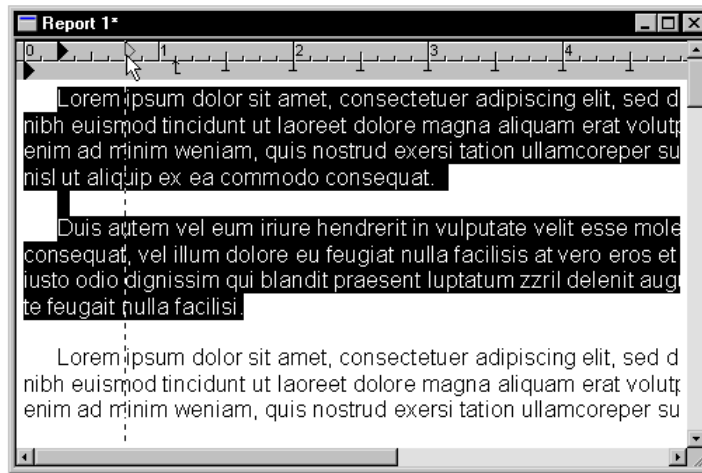 Report 1*
0 1 2 3 4
Lorem ipsum dolor sit amet, consectetuer adipiscing elit, sed d
nibh euismod tincidunt ut laoreet dolore magna aliquam erat volutp
enim ad minim weniam, quis nostrud exersi tation ullamcoreper su
nisl ut aliquip ex ea commodo consequat.
Duis autem vel eum iriure hendrerit in vulputate velit esse mole
consequat, vel illum dolore eu feugiat nulla facilisis at vero eros et
iusto odio dignissim qui blandit praesent luptatum zzril delenit augu
te feugait nulla facilisi.
Lorem ipsum dolor sit amet, consectetuer adipiscing elit, sed d
nibh euismod tincidunt ut laoreet dolore magna aliquam erat volutp
enim ad minim weniam, quis nostrud exersi tation ullamcoreper su